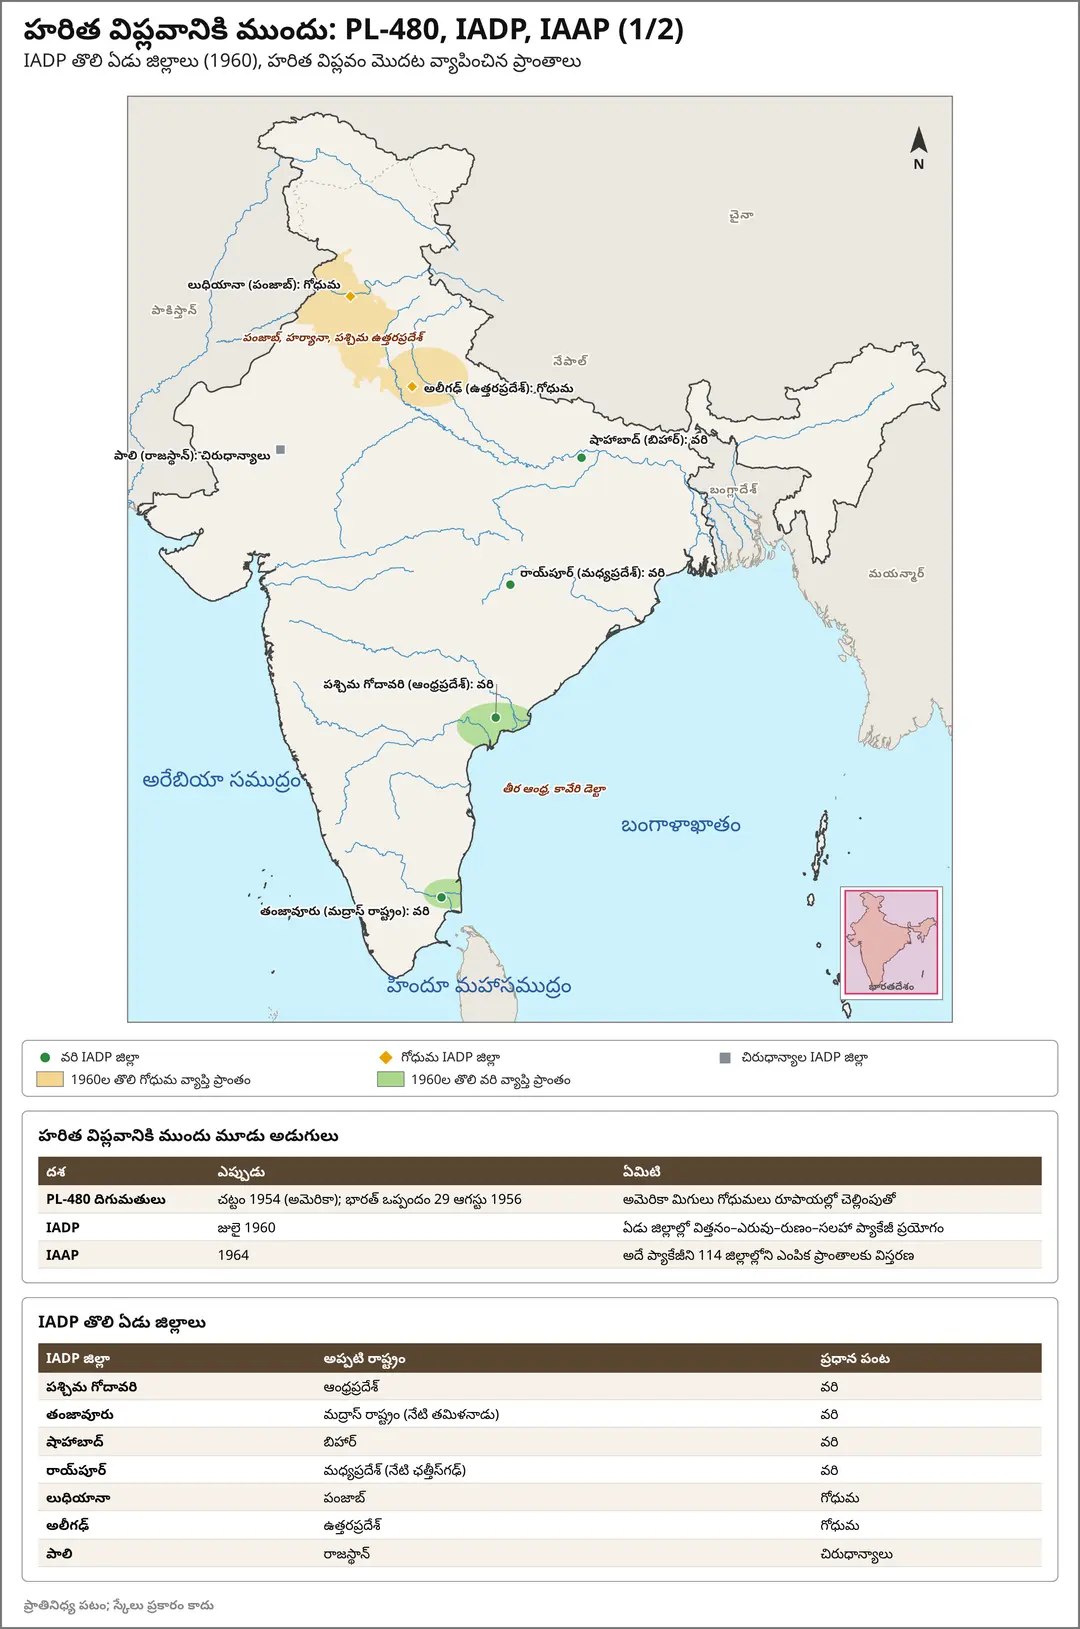 హరిత విప్లవానికి ముందు: PL-480, IADP, IAAP (1/2)
IADP తొలి ఏడు జిల్లాలు (1960), హరిత విప్లవం మొదట వ్యాపించిన ప్రాంతాలు
N
చైనా
లుధియానా (పంజాబ్): గోధుమ
పాకిస్తాన్
పంజాబ్, హర్యానా, పశ్చిమ ఉత్తరప్రదేశ్
నేపాల్
అలీగఢ్ (ఉత్తరప్రదేశ్): గోధుమ
షాహాబాద్ (బిహార్): వరి
పాలి (రాజస్థాన్): చిరుధాన్యాలు
బంగ్లాదేశ్
రాయ్‌పూర్ (మధ్యప్రదేశ్): వరి
మయన్మార్
పశ్చిమ గోదావరి (ఆంధ్రప్రదేశ్): వరి
అరేబియా సముద్రం
తీర ఆంధ్ర, కావేరి డెల్టా
బంగాళాఖాతం
తంజావూరు (మద్రాస్ రాష్ట్రం): వరి
హిందూ మహాసముద్రం
భారతదేశం
వరి IADP జిల్లా
గోధుమ IADP జిల్లా
చిరుధాన్యాల IADP జిల్లా
1960ల తొలి గోధుమ వ్యాప్తి ప్రాంతం
1960ల తొలి వరి వ్యాప్తి ప్రాంతం
హరిత విప్లవానికి ముందు మూడు అడుగులు
దశ ఎప్పుడు ఏమిటి
PL-480 దిగుమతులు చట్టం 1954 (అమెరికా); భారత్ ఒప్పందం 29 ఆగస్టు 1956 అమెరికా మిగులు గోధుమలు రూపాయల్లో చెల్లింపుతో
IADP జులై 1960 ఏడు జిల్లాల్లో విత్తనం–ఎరువు–రుణం–సలహా ప్యాకేజీ ప్రయోగం
IAAP 1964 అదే ప్యాకేజీని 114 జిల్లాల్లోని ఎంపిక ప్రాంతాలకు విస్తరణ
IADP తొలి ఏడు జిల్లాలు
IADP జిల్లా అప్పటి రాష్ట్రం ప్రధాన పంట
పశ్చిమ గోదావరి ఆంధ్రప్రదేశ్ వరి
తంజావూరు మద్రాస్ రాష్ట్రం (నేటి తమిళనాడు) వరి
షాహాబాద్ బిహార్ వరి
రాయ్‌పూర్ మధ్యప్రదేశ్ (నేటి ఛత్తీస్‌గఢ్) వరి
లుధియానా పంజాబ్ గోధుమ
అలీగఢ్ ఉత్తరప్రదేశ్ గోధుమ
పాలి రాజస్థాన్ చిరుధాన్యాలు
ప్రాతినిధ్య పటం; స్కేలు ప్రకారం కాదు